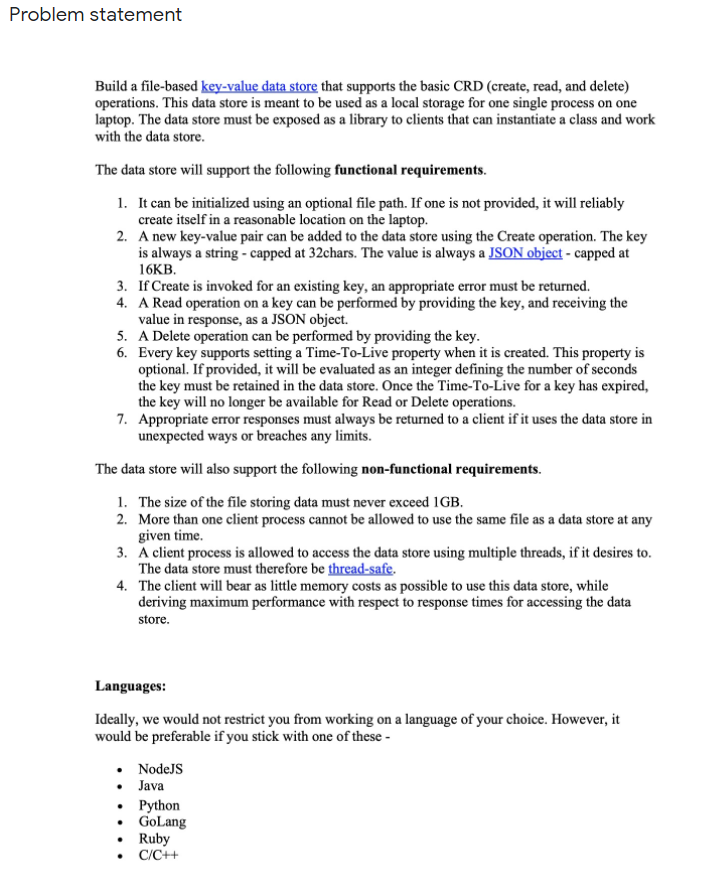 Problem statement
Build a file-based key-value data store that supports the basic CRD (create, read, and delete)
operations. This data store is meant to be used as a local storage for one single process on one
laptop. The data store must be exposed as a library to clients that can instantiate a class and work
with the data store.
The data store will support the following functional requirements.
1. It can be initialized using an optional file path. If one is not provided, it will reliably
create itself in a reasonable location on the laptop.
2. A new key-value pair can be added to the data store using the Create operation. The key
is always a string - capped at 32chars. The value is always a JSON object - capped at
16KB.
3. If Create is invoked for an existing key, an appropriate error must be returned.
4. A Read operation on a key can be performed by providing the key, and receiving the
value in response, as a JSON object.
5. A Delete operation can be performed by providing the key.
6. Every key supports setting a Time-To-Live property when it is created. This property is
optional. If provided, it will be evaluated as an integer defining the number of seconds
the key must be retained in the data store. Once the Time-To-Live for a key has expired,
the key will no longer be available for Read or Delete operations.
7. Appropriate error responses must always be returned to a client if it uses the data store in
unexpected ways or breaches any limits.
The data store will also support the following non-functional requirements.
1. The size of the file storing data must never exceed 1GB.
2. More than one client process cannot be allowed to use the same file as a data store at any
given time.
3. A client process is allowed to access the data store using multiple threads, if it desires to.
The data store must therefore be thread-safe.
4. The client will bear as little memory costs as possible to use this data store, while
deriving maximum performance with respect to response times for accessing the data
store.
Languages:
Ideally, we would not restrict you from working on a language of your choice. However, it
would be preferable if you stick with one of these -
• NodeJS
• Java
• Python
• GoLang
• Ruby
• C/C++